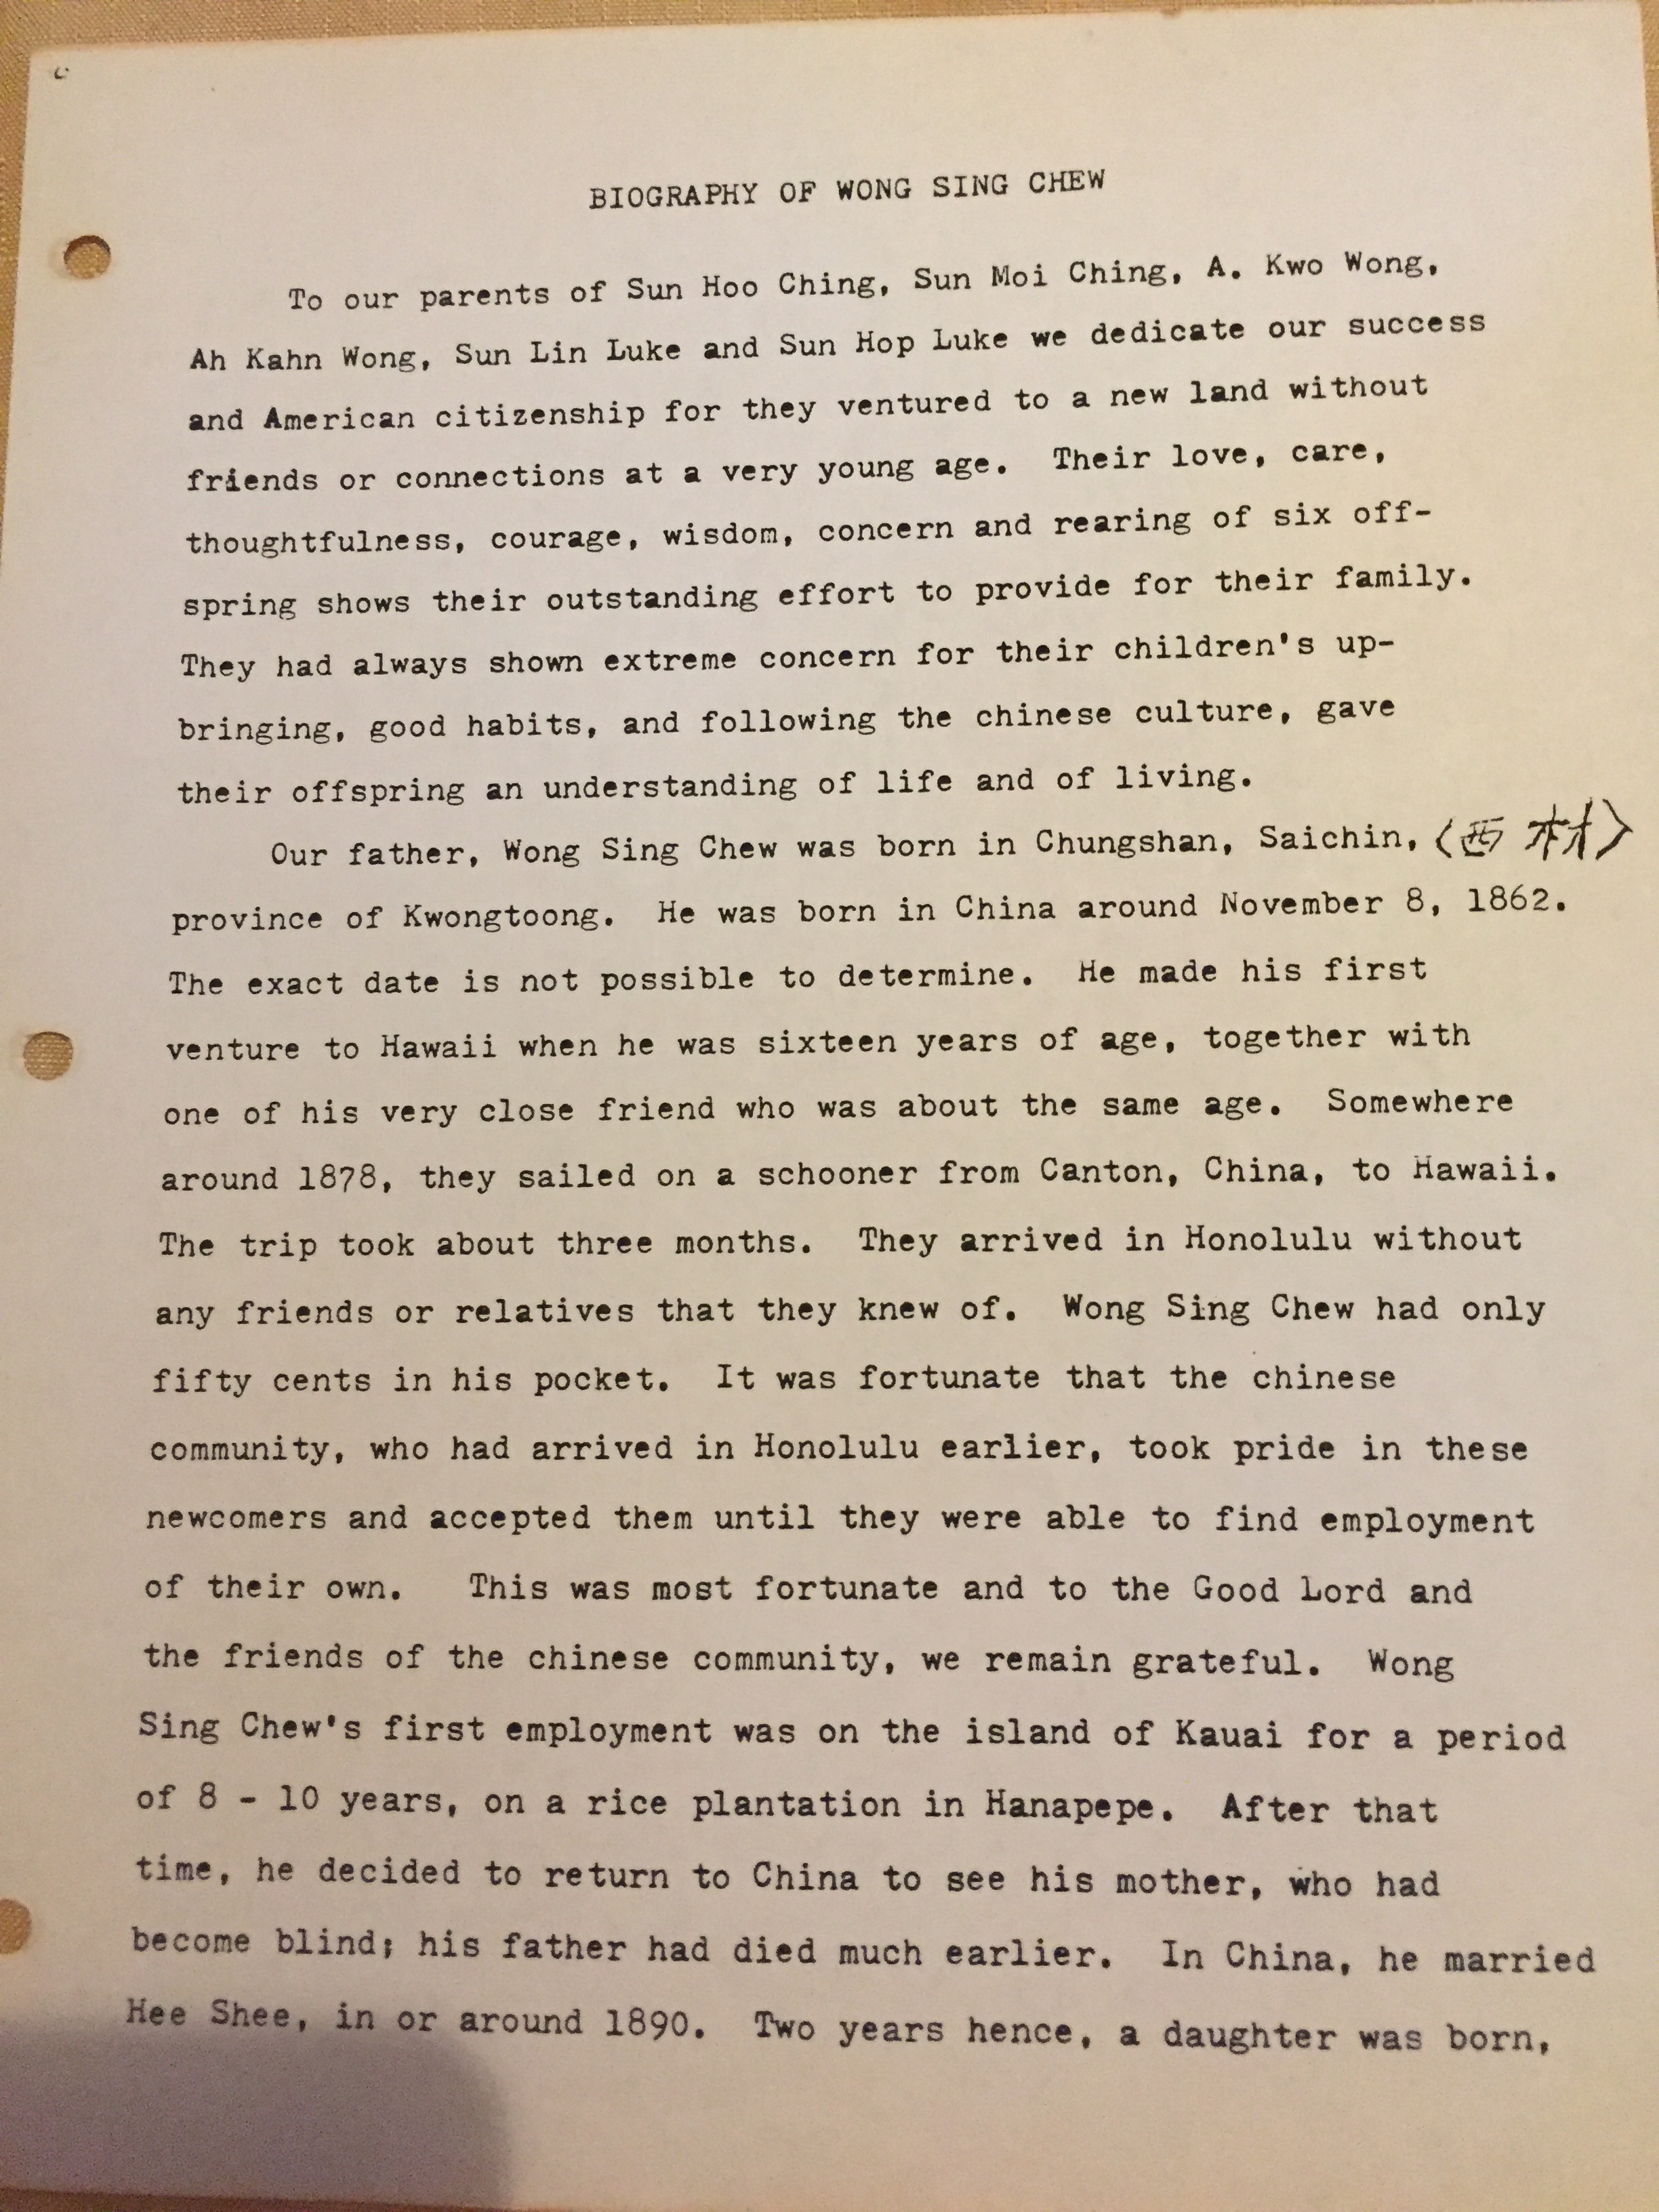 BIOGRAPHY OF WONG SING CHEW
To our parents of Sun Hoo Ching, Sun Moi Ching, A. Kwo Wong,
Ah Kahn Wong, Sun Lin Luke and Sun Hop Luke we dedicate our success
and American citizenship for they ventured to a new land without
friends or connections at a very young age. Their love, care,
thoughtfulness, courage, wisdom, concern and rearing of six off-
spring shows their outstanding effort to provide for their family.
They had always shown extreme concern for their children's up-
bringing, good habits, and following the chinese culture, gave
their offspring an understanding of life and of living.
Our father, Wong Sing Chew was born in Chungshan, Saichin, <西 村>
province of Kwongtoong. He was born in China around November 8, 1862.
The exact date is not possible to determine. He made his first
venture to Hawaii when he was sixteen years of age, together with
one of his very close friend who was about the same age. Somewhere
around 1878, they sailed on a schooner from Canton, China, to Hawaii.
The trip took about three months. They arrived in Honolulu without
any friends or relatives that they knew of. Wong Sing Chew had only
fifty cents in his pocket. It was fortunate that the chinese
community, who had arrived in Honolulu earlier, took pride in these
newcomers and accepted them until they were able to find employment
of their own. This was most fortunate and to the Good Lord and
the friends of the chinese community, we remain grateful. Wong
Sing Chew's first employment was on the island of Kauai for a period
of 8 - 10 years, on a rice plantation in Hanapepe. After that
time, he decided to return to China to see his mother, who had
become blind; his father had died much earlier. In China, he married
Hee Shee, in or around 1890. Two years hence, a daughter was born,